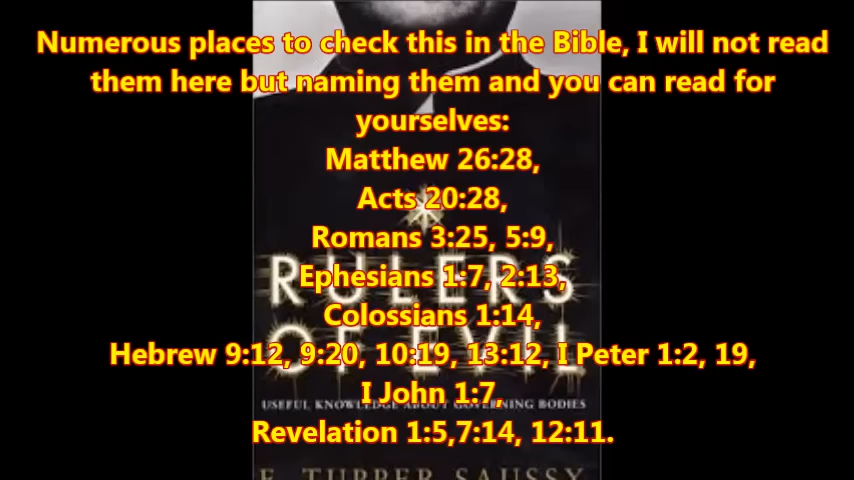 Numerous places to check this in the Bible, I will not read
them here but naming them and you can read for
yourselves:
Matthew 26:28,
Acts 20:28,
Romans 3:25, 5:9,
RULERS
Ephesians 1:7, 2:13,
Colossians 1:14,
OF EVIL
Hebrew 9:12, 9:20, 10:19, 13:12, I Peter 1:2, 19,
I John 1:7,
USEFUL KNOWLEDGE ABOUT GOVERNING BODIES
Revelation 1:5,7:14, 12:11.
F. TUPPER SAUSSY